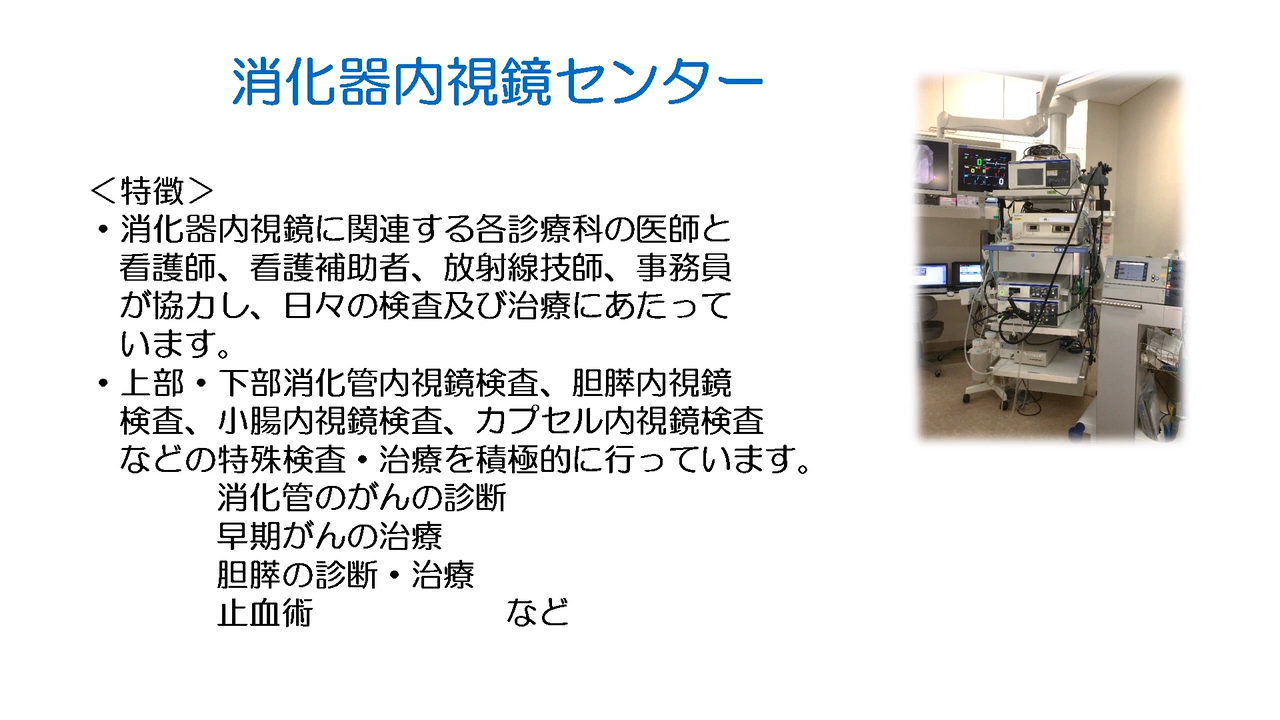 消化器内視鏡センター
＜特徴＞
・消化器内視鏡に関連する各診療科の医師と
看護師、看護補助者、放射線技師、事務員
が協力し、日々の検査及び治療にあたって
います。
・上部・下部消化管内視鏡検査、胆膵内視鏡
検査、小腸内視鏡検査、カプセル内視鏡検査
などの特殊検査・治療を積極的に行っています。
消化管のがんの診断
早期がんの治療
胆膵の診断・治療
止血術　　　　　　など